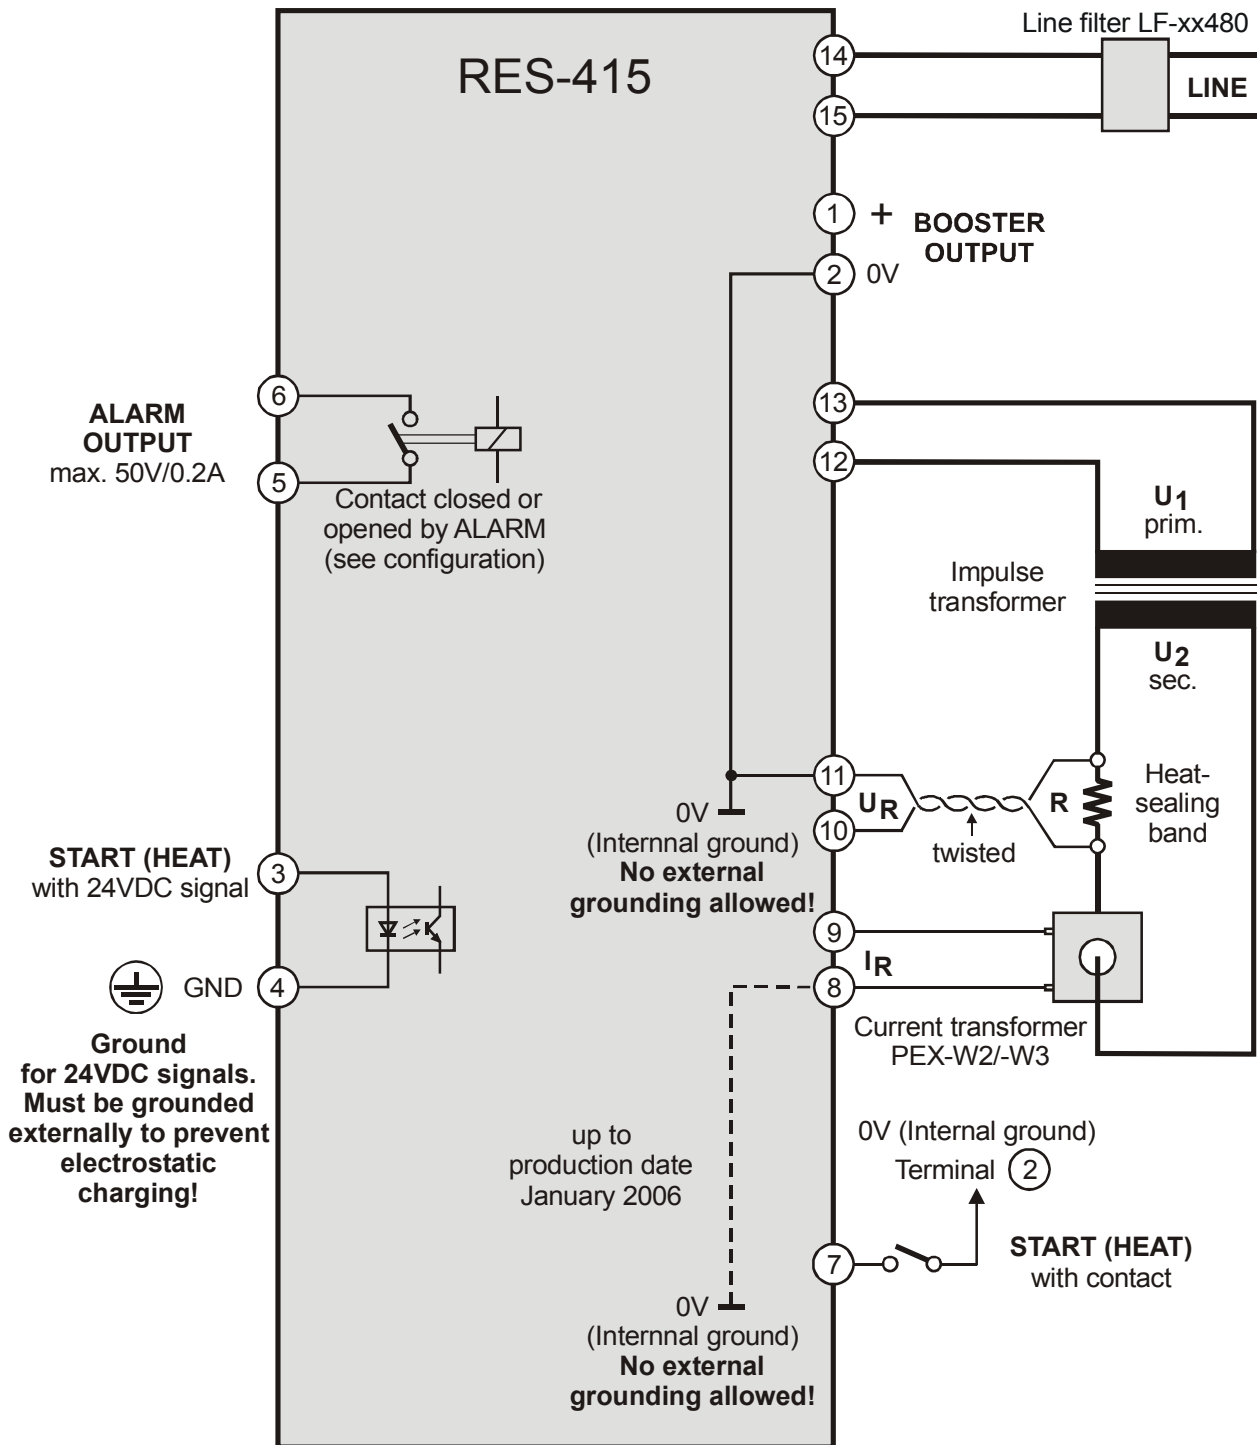 Line filter LF-xx480
RES-415
14
LINE
15
1
+
BOOSTER
OUTPUT
2
0V
6
ALARM
OUTPUT
max. 50V/0.2A
5
Contact closed or
opened by ALARM
(see configuration)
13
12
U1
prim.
Impulse
transformer
U2
sec.
11
UR
10
R
twisted
Heat-
sealing
band
0V
(Internnal ground)
No external
grounding allowed!
START (HEAT)
with 24VDC signal
3
GND
4
Ground
for 24VDC signals.
Must be grounded
externally to prevent
electrostatic
charging!
9
IR
8
Current transformer
PEX-W2/-W3
up to
production date
January 2006
0V (Internal ground)
Terminal 2
7
START (HEAT)
with contact
0V
(Internnal ground)
No external
grounding allowed!